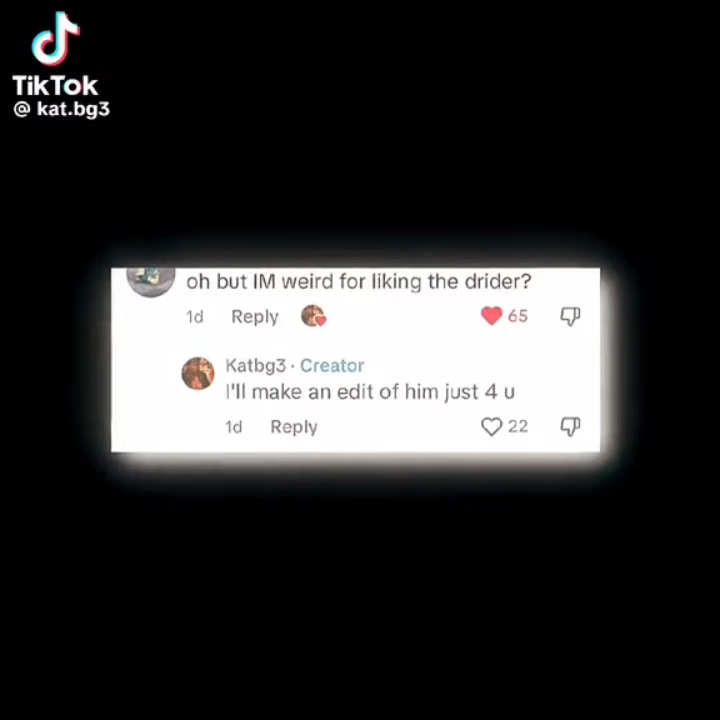 TikTok
@ kat.bg3
oh but IM weird for liking the drider?
1d Reply 65
Katbg3 · Creator
I'll make an edit of him just 4 u
1d Reply 22